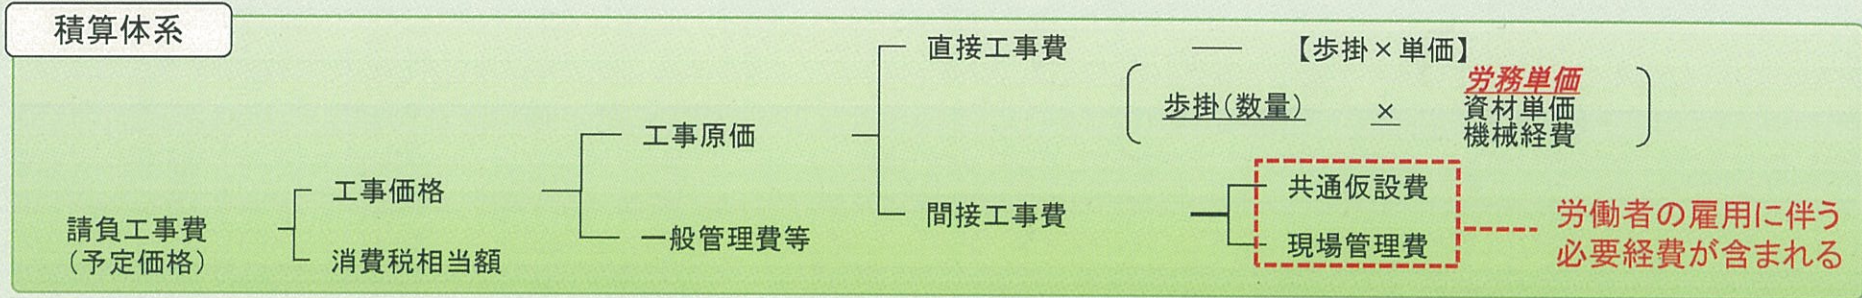 積算体系
直接工事費
【歩掛×単価】
歩掛(数量)
×
労務単価
資材単価
機械経費
工事原価
工事価格
共通仮設費
間接工事費
現場管理費
労働者の雇用に伴う
必要経費が含まれる
請負工事費
(予定価格)
一般管理費等
消費税相当額